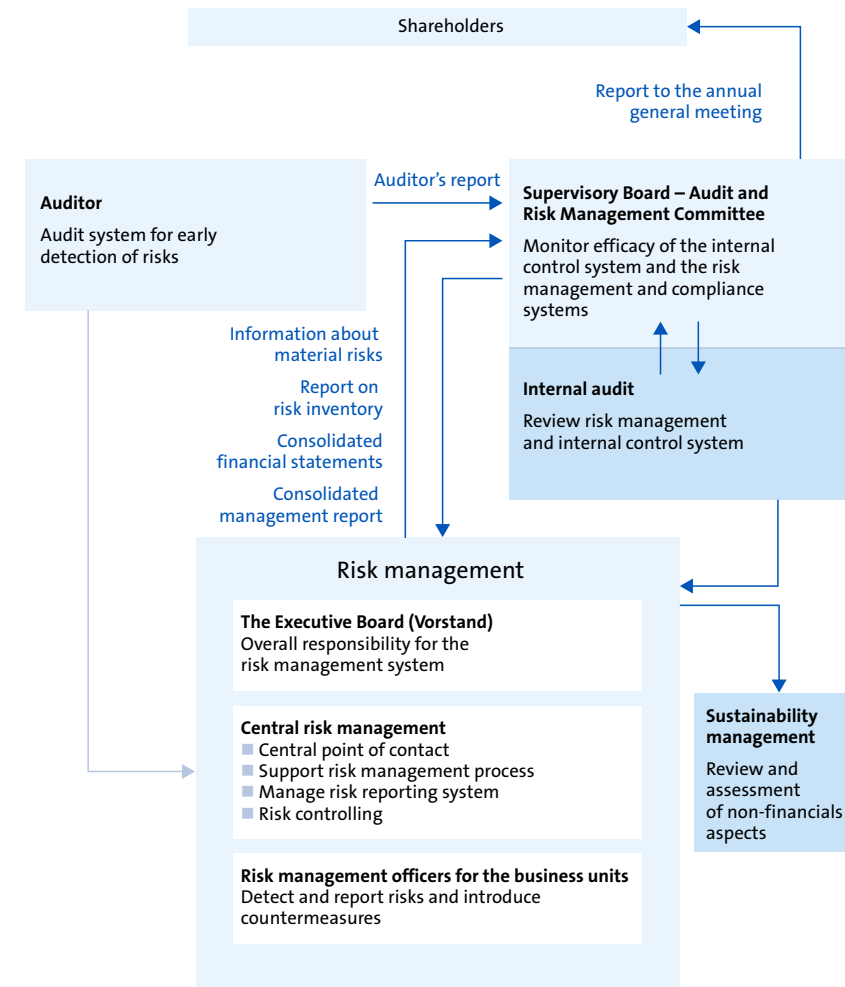 Shareholders
Report to the annual
general meeting
Auditor
Audit system for early
detection of risks
Auditor's report
Supervisory Board – Audit and
Risk Management Committee
Monitor efficacy of the internal
control system and the risk
management and compliance
systems
Internal audit
Review risk management
and internal control system
Information about
material risks
Report on
risk inventory
Consolidated
financial statements
Consolidated
management report
Risk management
The Executive Board (Vorstand)
Overall responsibility for the
risk management system
Central risk management
Central point of contact
Support risk management process
Manage risk reporting system
Risk controlling
Risk management officers for the business units
Detect and report risks and introduce
countermeasures
Sustainability
management
Review and
assessment
of non-financials
aspects